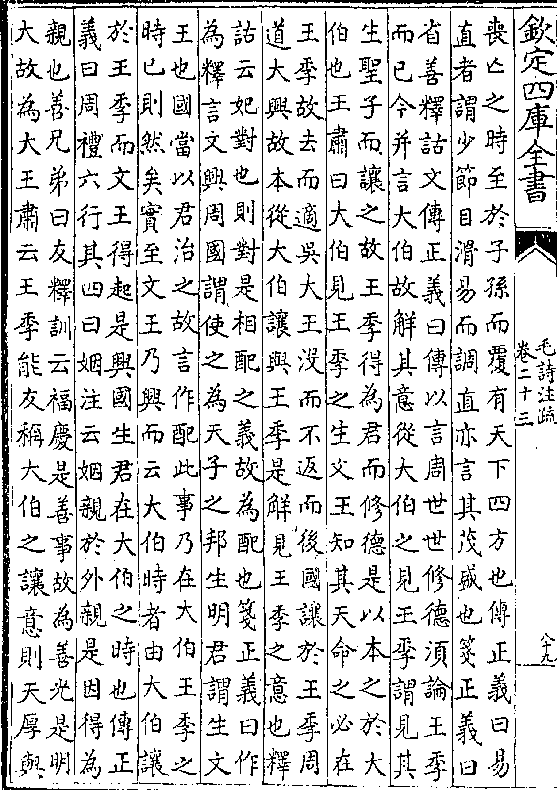 欽定四庫全書
毛詩注疏
卷二十三
八十九
喪亡之時至於子孫而覆有天下四方也傳正義曰易
直者謂少節目滑易而調直亦言其茂盛也箋正義曰
省善釋詁文傳正義曰傳以言周世世修德須論王季
而已今并言大伯故解其意從大伯之見王季謂見其
生聖子而讓之故王季得為君而修德是以本之於大
伯也王肅曰大伯見王季之生文王知其天命之必在
王季故去而適吳大王没而不返而後國讓於王季周
道大興故本從大伯讓與王季是解見王季之意也釋
詁云妃對也則對是相配之義故為配也箋正義曰作
為釋言文興周國謂使之為天子之邦生明君謂生文
王也國當以君治之故言作配此事乃在大伯王季之
時已則然矣實至文王乃興而云大伯時者由大伯讓
於王季而文王得起是興國生君在大伯之時也傳正
義曰周禮六行其四曰姻注云姻親於外親是因得為
親也善兄弟曰友釋訓云福慶是善事故為善光是明
大故為大王肅云王季能友稱大伯之讓意則天厚與